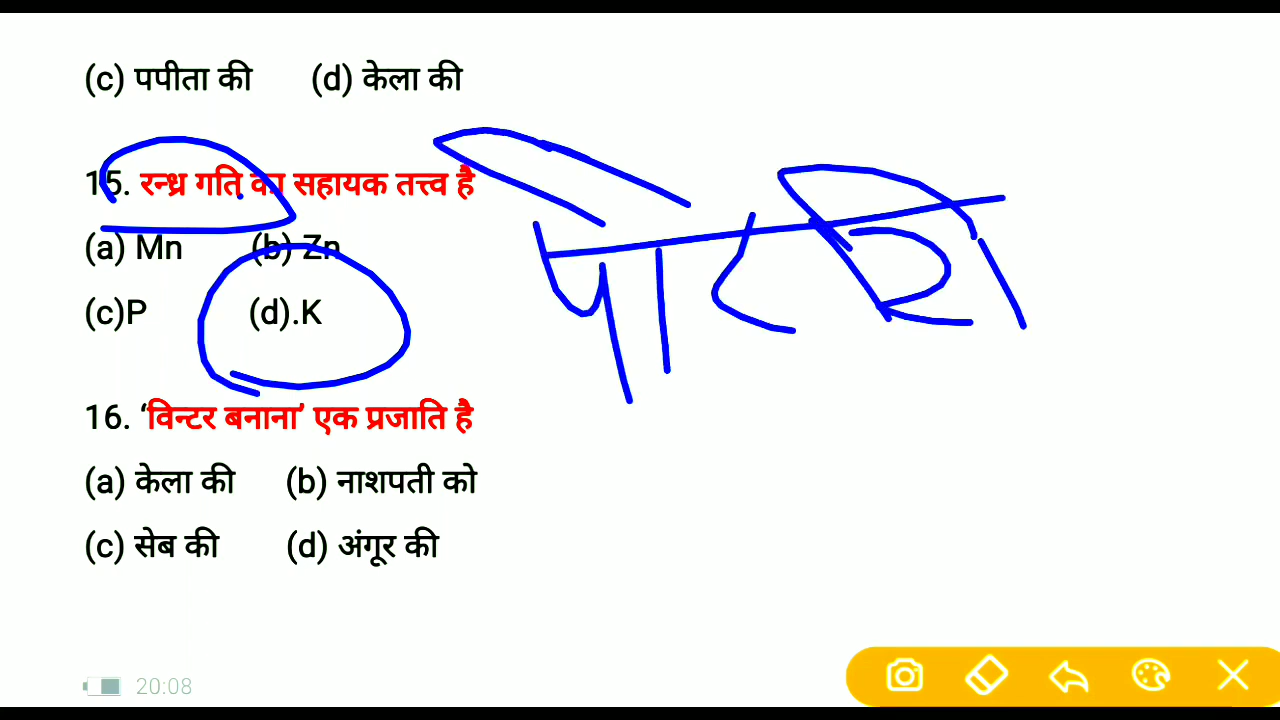 (c) पपीता की (d) केला की
15. रन्ध्र गति का सहायक तत्त्व है
(a) Mn (b) Zn
(c)P (d).K
16. ‘विन्टर बनाना’ एक प्रजाति है
(a) केला की (b) नाशपती को
(c) सेब की (d) अंगूर की
20:08